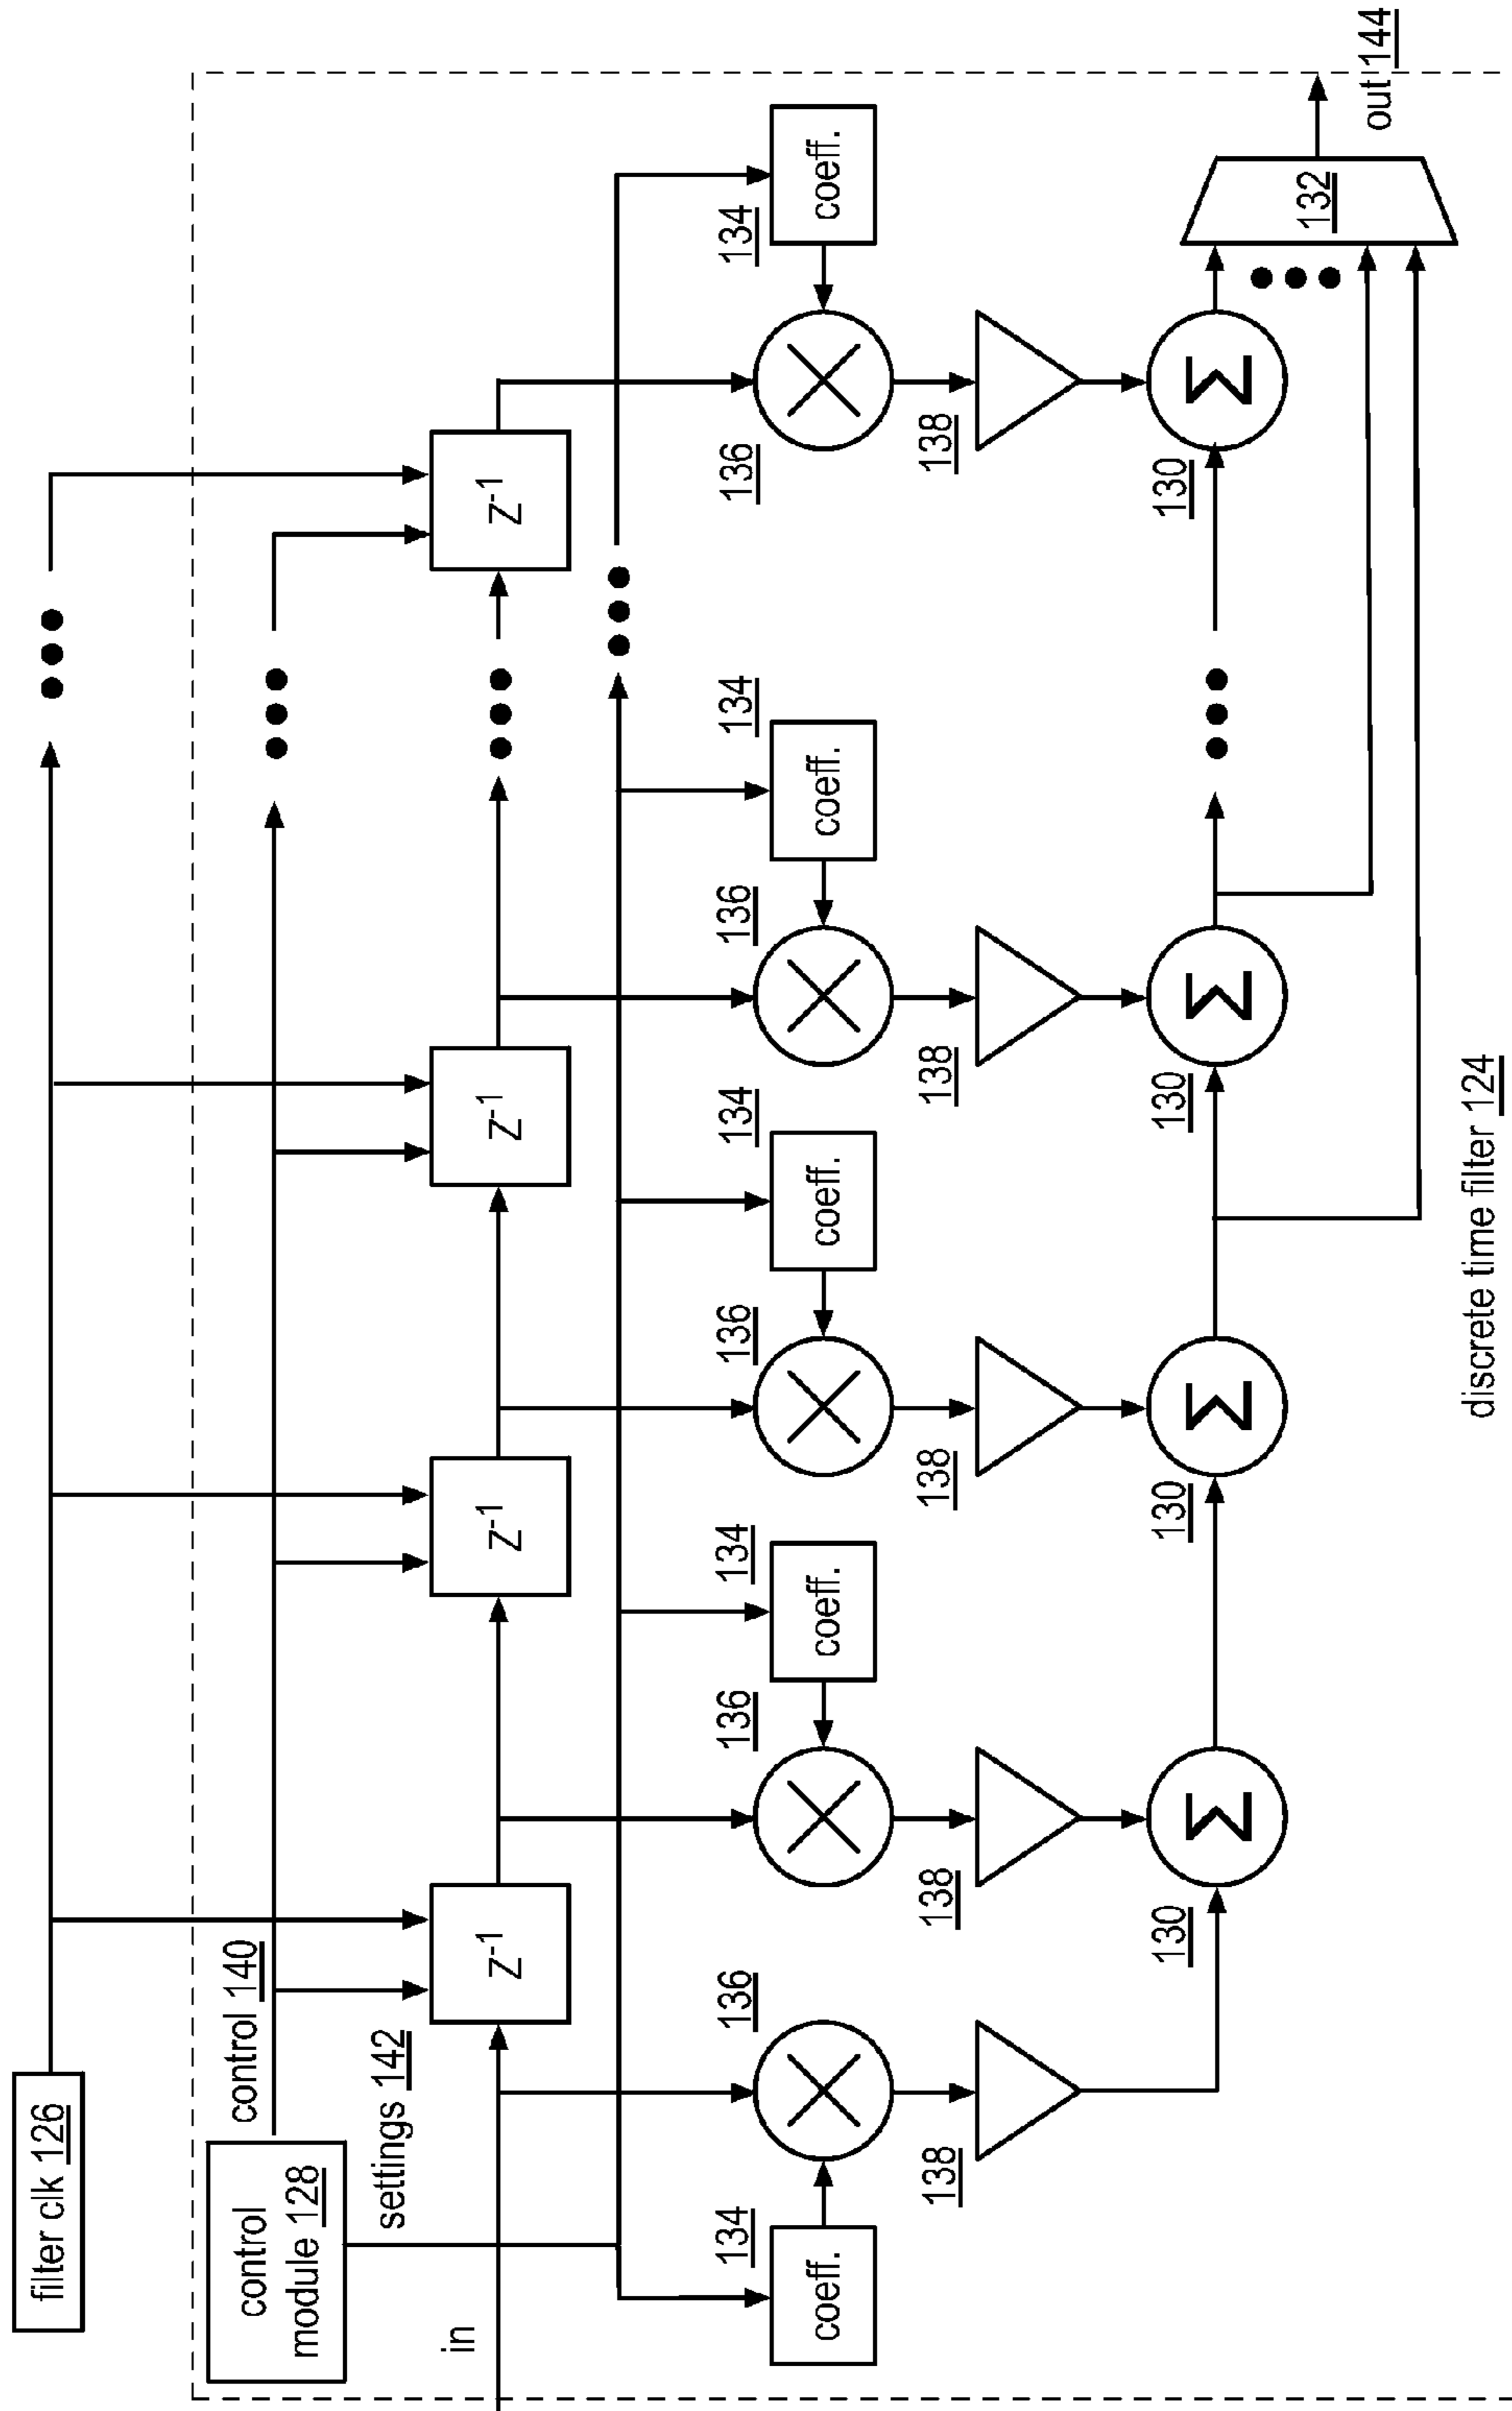 filter clk 126
control
module 128
control 140
settings 142
in
Z-1
Z-1
Z-1
Z-1
134
coeff.
136
134
coeff.
136
134
coeff.
136
134
coeff.
136
134
coeff.
136
138
138
138
138
138
130
Σ
130
Σ
130
Σ
130
Σ
132
out 144
discrete time filter 124